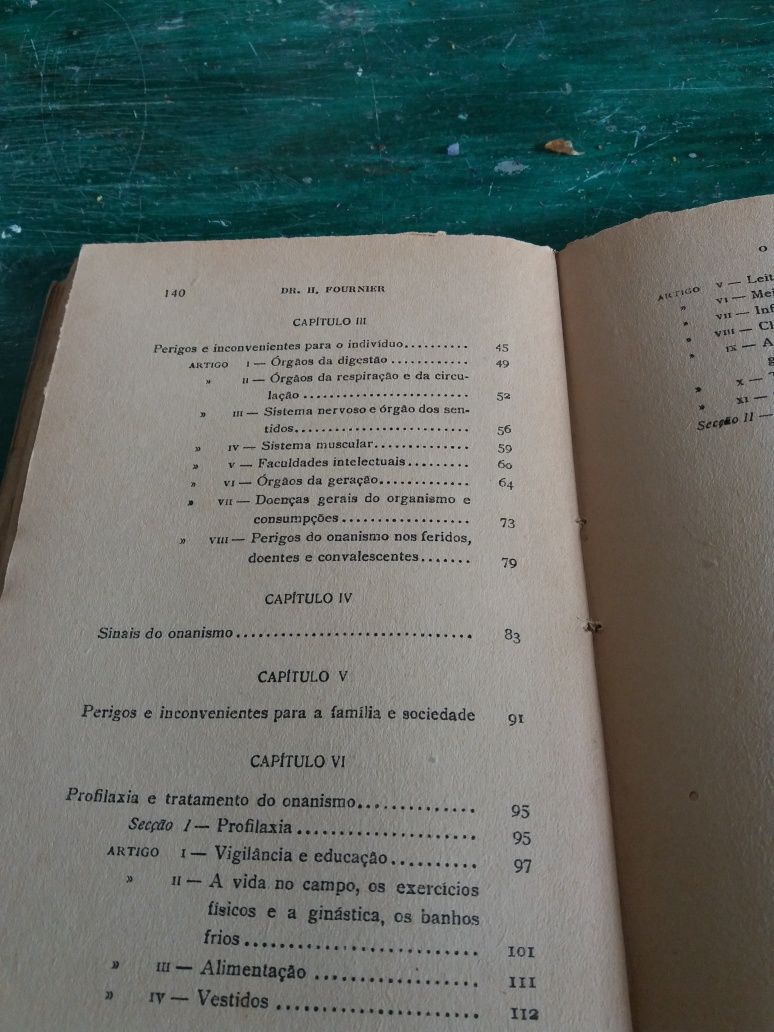 140 DR. H. FOURNIER
CAPÍTULO III
Perigos e inconvenientes para o indivíduo.......... 45
ARTIGO I — Órgãos da digestão ............ 49
» II — Órgãos da respiração e da circu-
lação ....................... 52
» III — Sistema nervoso e órgão dos sen-
tidos......................... 56
» IV — Sistema muscular.............. 59
» V — Faculdades intelectuais......... 60
» VI — Órgãos da geração............. 64
» VII — Doenças gerais do organismo e
consumpções.................. 73
» VIII — Perigos do onanismo nos feridos,
doentes e convalescentes....... 79
CAPÍTULO IV
Sinais do onanismo............................... 83
CAPÍTULO V
Perigos e inconvenientes para a família e sociedade 91
CAPÍTULO VI
Profilaxia e tratamento do onanismo.............. 95
Secção I — Profilaxia..................... 95
ARTIGO I — Vigilância e educação.......... 97
» II — A vida no campo, os exercícios
físicos e a ginástica, os banhos
frios......................... 101
» III — Alimentação ................. 111
» IV — Vestidos ..................... 112
O
ARTIGO V — Leit
» VI — Mei
» VII — Inf
» VIII — Cl
» IX — A
g
» X —
» XI —
Secção II —